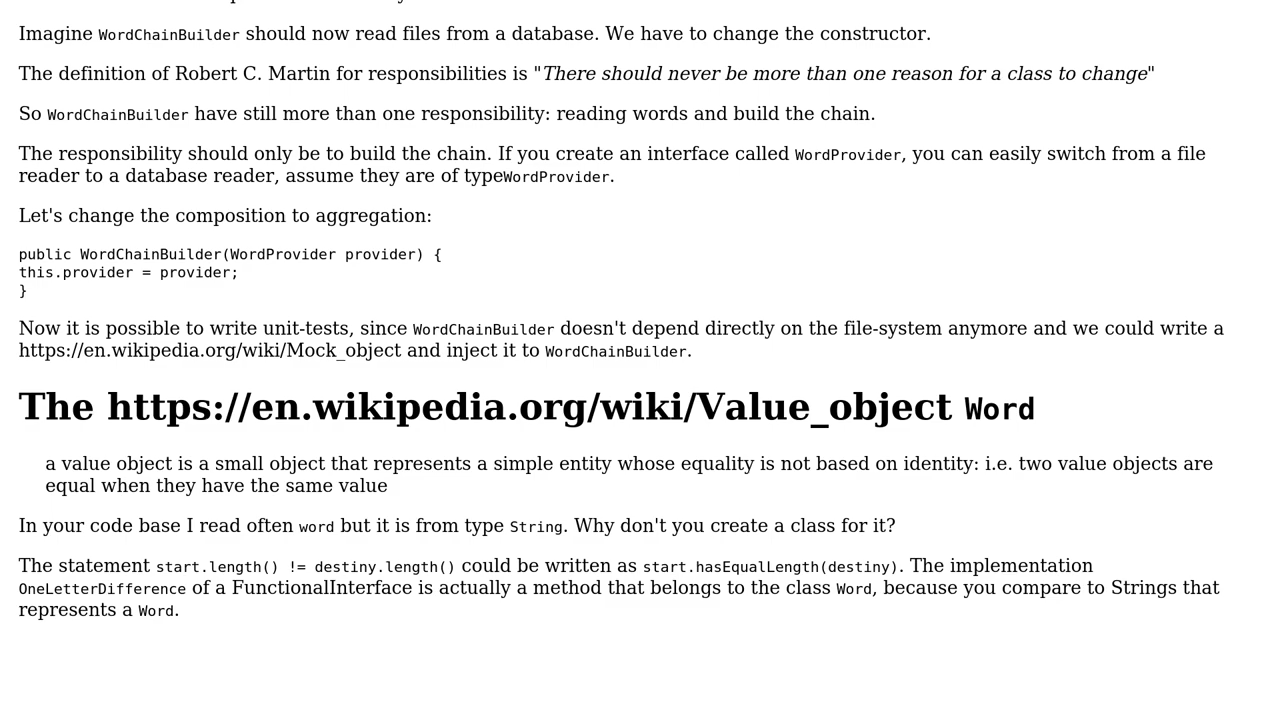 Imagine WordChainBuilder should now read files from a database. We have to change the constructor.
The definition of Robert C. Martin for responsibilities is "There should never be more than one reason for a class to change"
So WordChainBuilder have still more than one responsibility: reading words and build the chain.
The responsibility should only be to build the chain. If you create an interface called WordProvider, you can easily switch from a file
reader to a database reader, assume they are of typeWordProvider.
Let's change the composition to aggregation:
public WordChainBuilder(WordProvider provider) {
this.provider = provider;
}
Now it is possible to write unit-tests, since WordChainBuilder doesn't depend directly on the file-system anymore and we could write a
https://en.wikipedia.org/wiki/Mock_object and inject it to WordChainBuilder.
The https://en.wikipedia.org/wiki/Value_object Word
a value object is a small object that represents a simple entity whose equality is not based on identity: i.e. two value objects are
equal when they have the same value
In your code base I read often word but it is from type String. Why don't you create a class for it?
The statement start.length() != destiny.length() could be written as start.hasEqualLength(destiny). The implementation
OneLetterDifference of a FunctionalInterface is actually a method that belongs to the class Word, because you compare to Strings that
represents a Word.